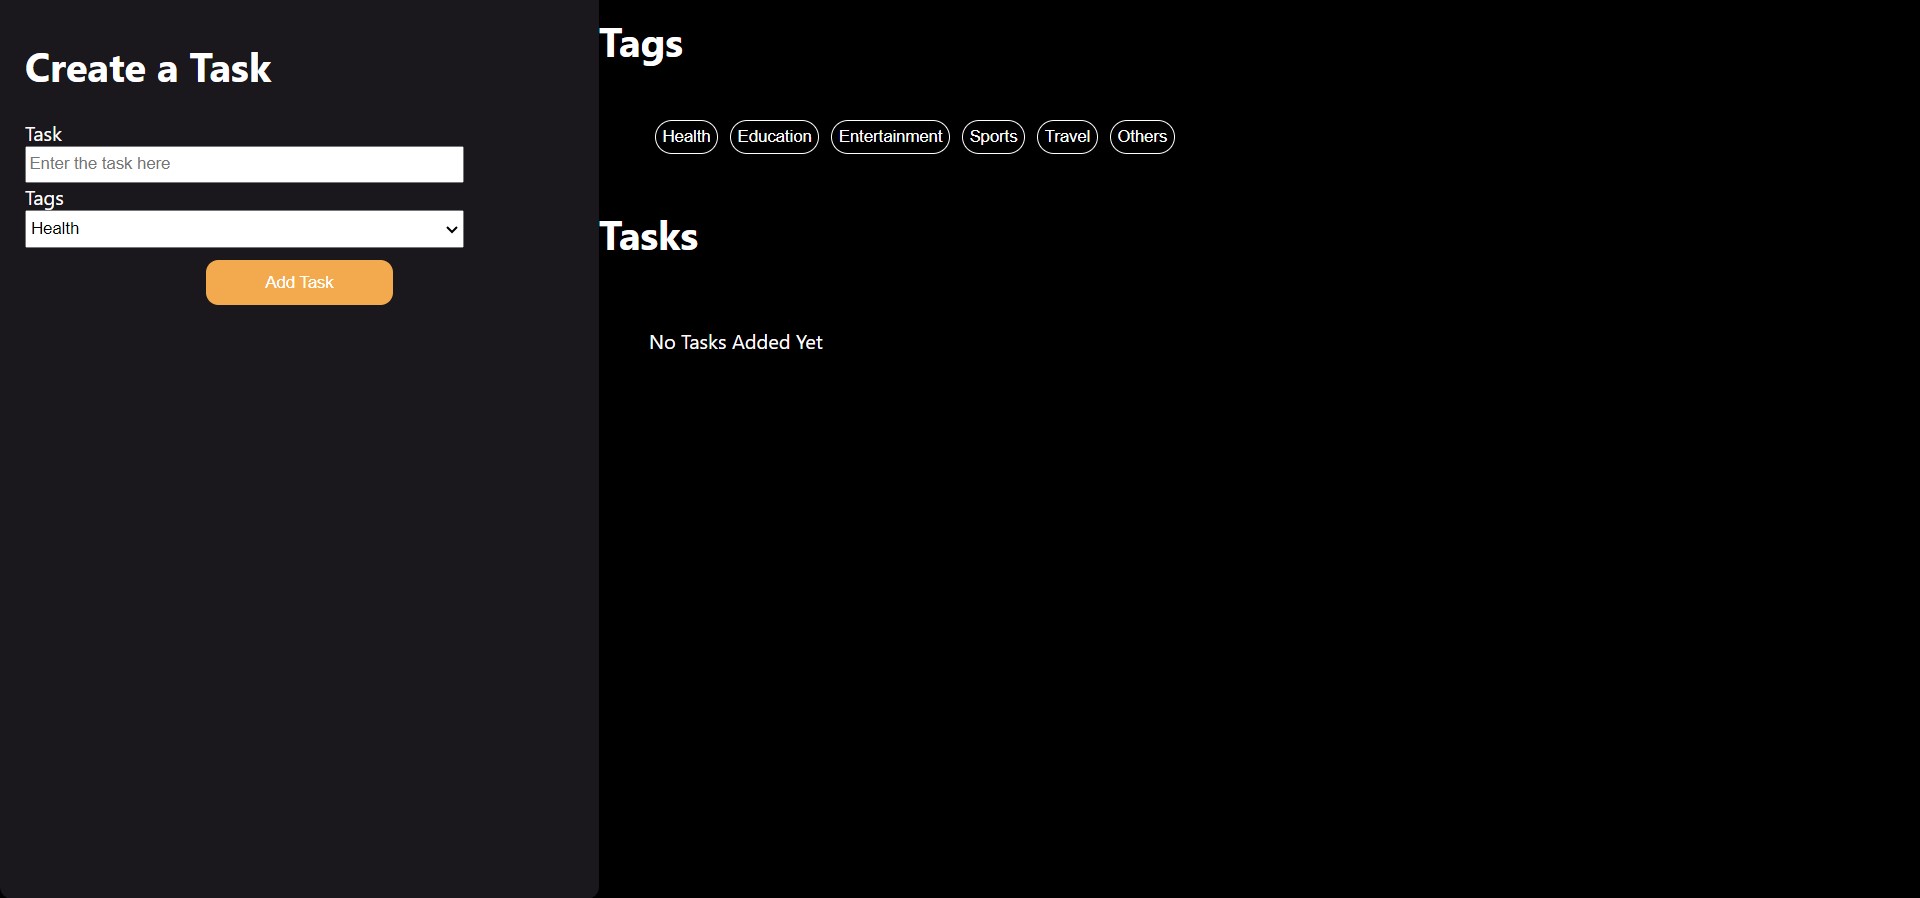 Create a Task
Task
Enter the task here
Tags
Health
Add Task
Tags
Health Education Entertainment Sports Travel Others
Tasks
No Tasks Added Yet